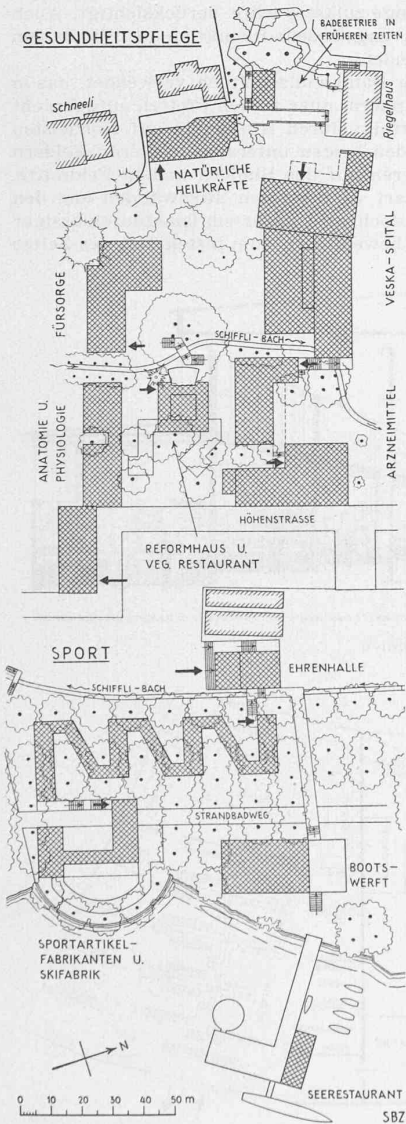 GESUNDHEITSPFLEGE
BADEBETRIEB IN
FRÜHEREN ZEITEN
Schneeli
Riegelhaus
NATÜRLICHE
HEILKRÄFTE
VESKA-SPITAL
FÜRSORGE
SCHIFFLI-BACH
ANATOMIE U.
PHYSIOLOGIE
ARZNEIMITTEL
HÖHENSTRASSE
REFORMHAUS U.
VEG. RESTAURANT
SPORT
EHRENHALLE
SCHIFFLI-BACH
STRANDBADWEG
BOOTS-
WERFT
SPORTARTIKEL-
FABRIKANTEN U.
SKIFABRIK
N
SEERESTAURANT
0 10 20 30 40 50 m
SBZ